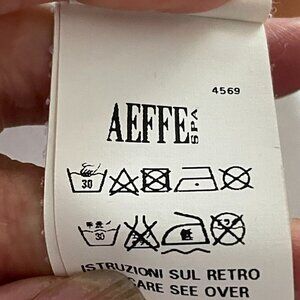 4569
AEFFE SPA
30
30
ISTRUZIONI SUL RETRO
CARE SEE OVER